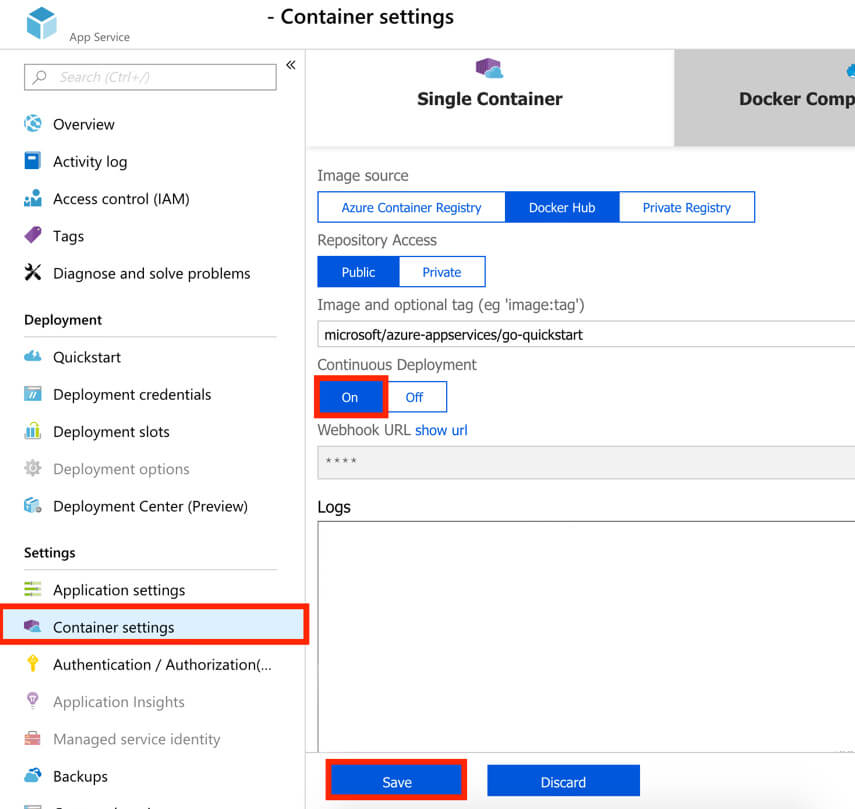 - Container settings
App Service
Search (Ctrl+/)
«
Overview
Activity log
Access control (IAM)
Tags
Diagnose and solve problems
Deployment
Quickstart
Deployment credentials
Deployment slots
Deployment options
Deployment Center (Preview)
Settings
Application settings
Container settings
Authentication / Authorization(...
Application Insights
Managed service identity
Backups
Single Container
Docker Comp
Image source
Azure Container Registry Docker Hub Private Registry
Repository Access
Public Private
Image and optional tag (eg 'image:tag')
microsoft/azure-appservices/go-quickstart
Continuous Deployment
On Off
Webhook URL show url
****
Logs
Save Discard